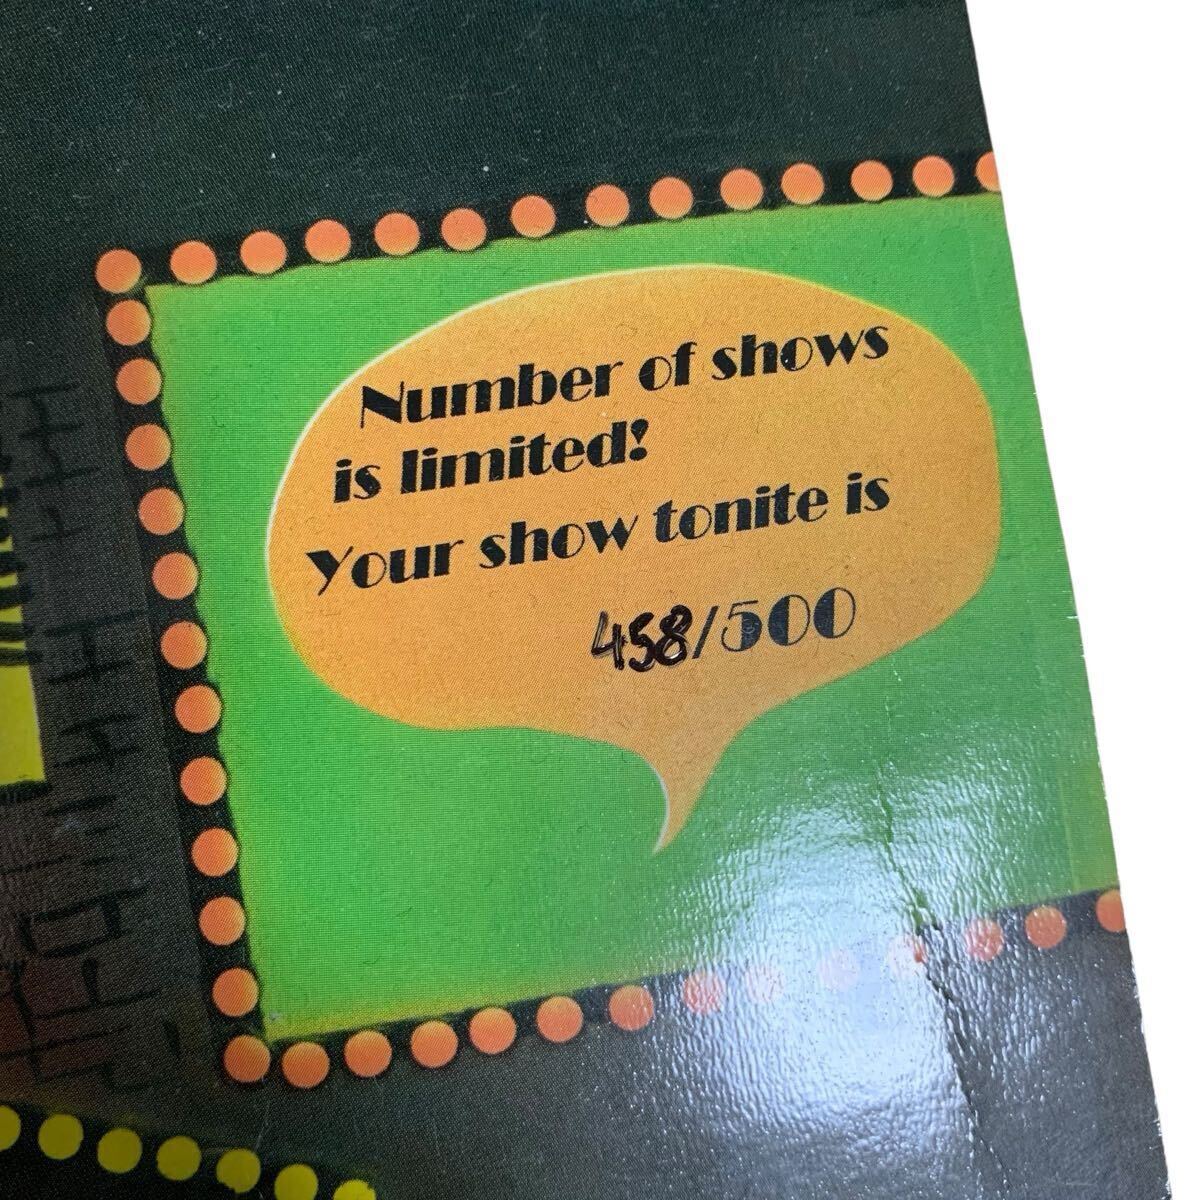 Number of shows
is limited!
Your show tonite is
458/500